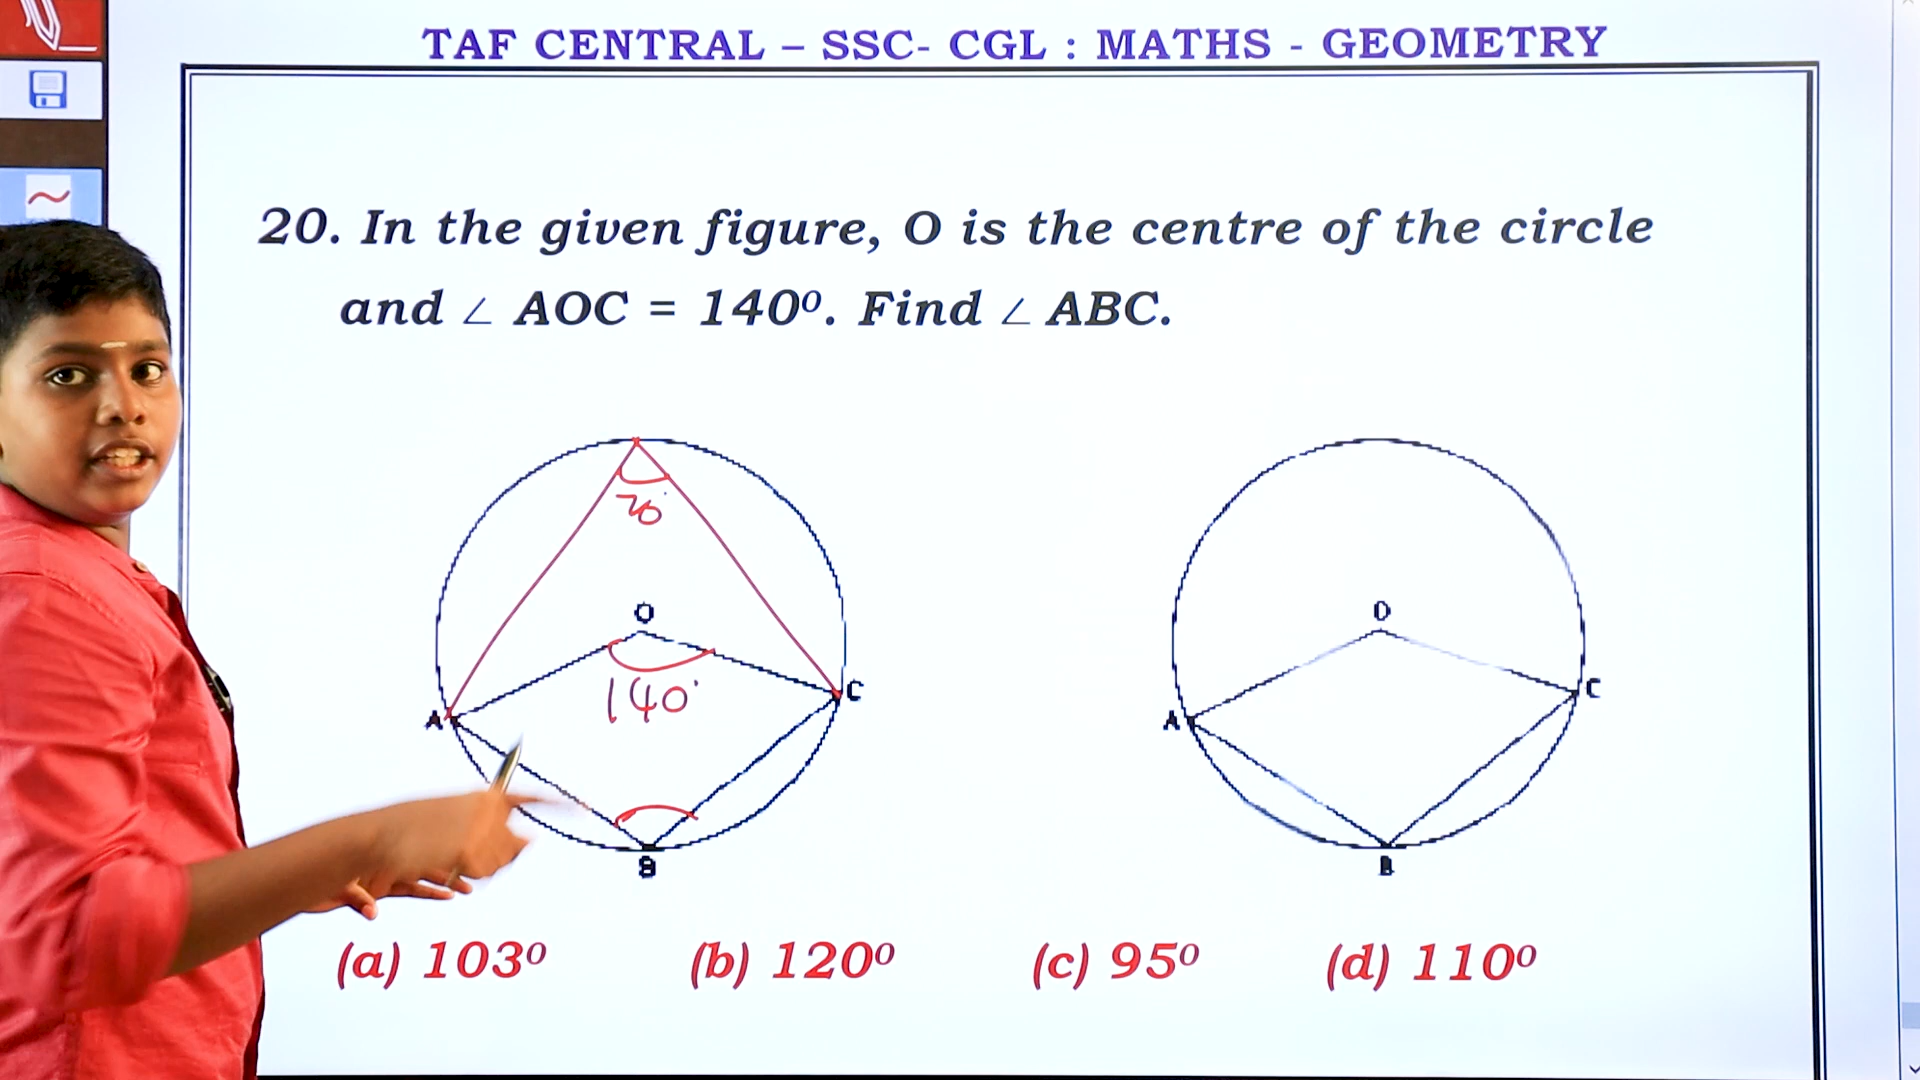 TAF CENTRAL – SSC- CGL : MATHS - GEOMETRY
20. In the given figure, O is the centre of the circle
and ∠ AOC = 140⁰. Find ∠ ABC.
70°
O
140°
A
C
B
O
A
C
B
(a) 103⁰ (b) 120⁰ (c) 95⁰ (d) 110⁰